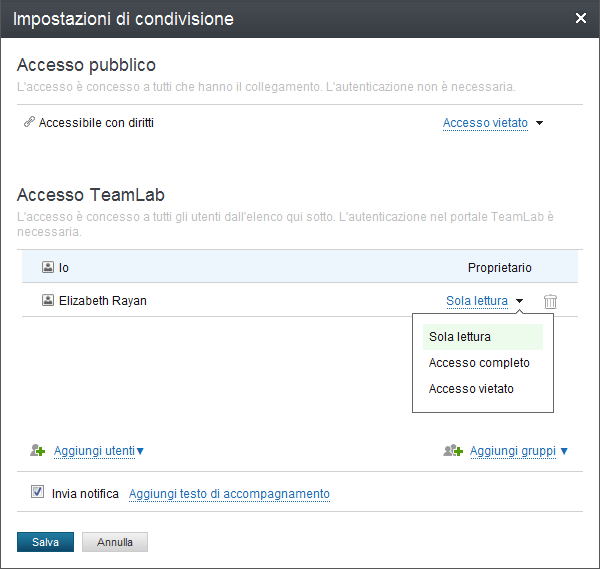 Impostazioni di condivisione
Accesso pubblico
L'accesso è concesso a tutti che hanno il collegamento. L'autenticazione non è necessaria.
Accessibile con diritti Accesso vietato
Accesso TeamLab
L'accesso è concesso a tutti gli utenti dall'elenco qui sotto. L'autenticazione nel portale TeamLab è
necessaria.
Io Proprietario
Elizabeth Rayan Sola lettura
Sola lettura
Accesso completo
Accesso vietato
Aggiungi utenti Aggiungi gruppi
Invia notifica Aggiungi testo di accompagnamento
Salva Annulla